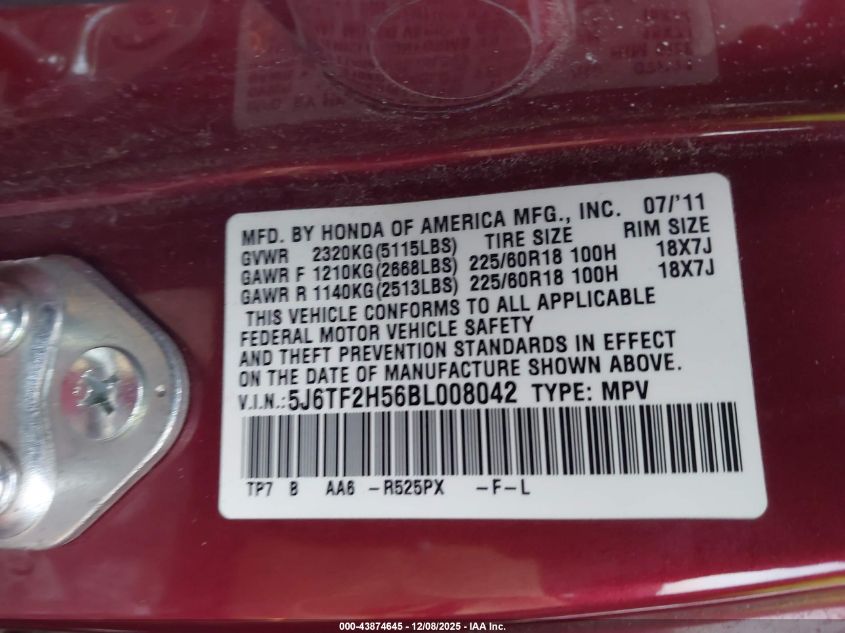 MFD. BY HONDA OF AMERICA MFG., INC. 07/'11
GVWR 2320KG(5115LBS) TIRE SIZE RIM SIZE
GAWR F 1210KG(2668LBS) 225/60R18 100H 18X7J
GAWR R 1140KG(2513LBS) 225/60R18 100H 18X7J
THIS VEHICLE CONFORMS TO ALL APPLICABLE
FEDERAL MOTOR VEHICLE SAFETY
AND THEFT PREVENTION STANDARDS IN EFFECT
ON THE DATE OF MANUFACTURE SHOWN ABOVE.
V.I.N.:5J6TF2H56BL008042 TYPE: MPV
TP7 B AA6 -R525PX -F-L
000-43874645 - 12/08/2025 - IAA Inc.